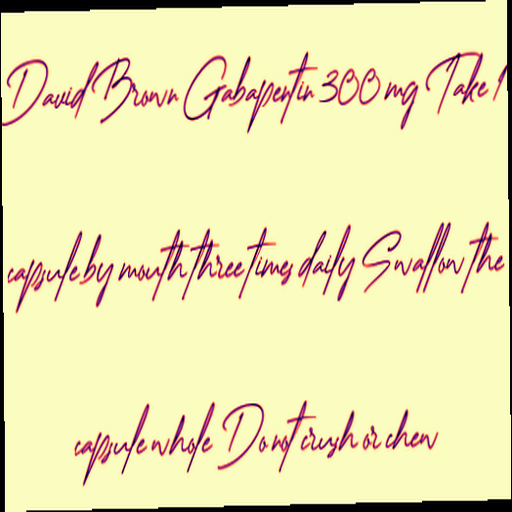 David Brown Gabapentin 300 mg Take 1
capsule by mouth three times daily Swallow the
capsule whole Do not crush or chew